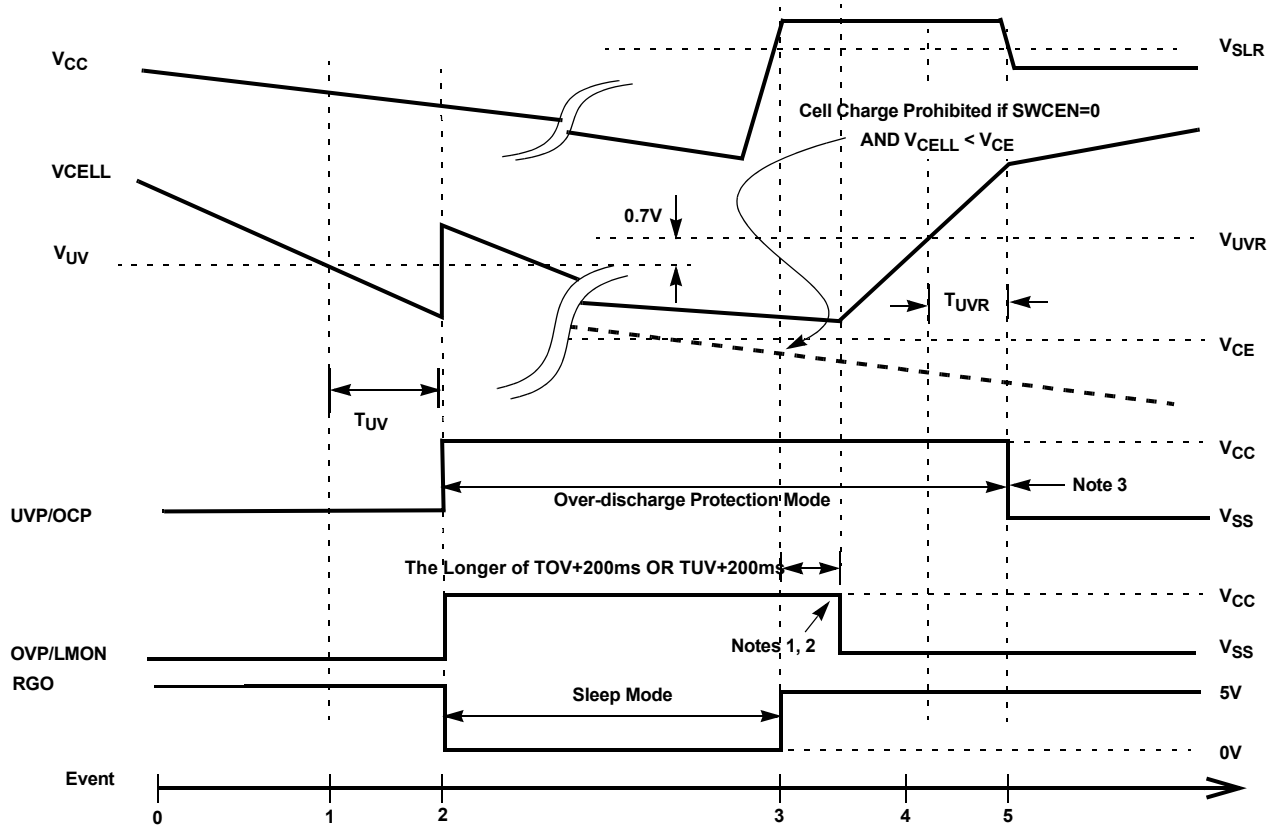 VCC
VSLR
Cell Charge Prohibited if SWCEN=0
AND VCELL < VCE
VCELL
0.7V
VUV
VUVR
TUVR
VCE
TUV
VCC
Note 3
Over-discharge Protection Mode
UVP/OCP
VSS
The Longer of TOV+200ms OR TUV+200ms
VCC
Notes 1, 2
OVP/LMON
VSS
RGO
Sleep Mode
5V
0V
Event
0 1 2 3 4 5